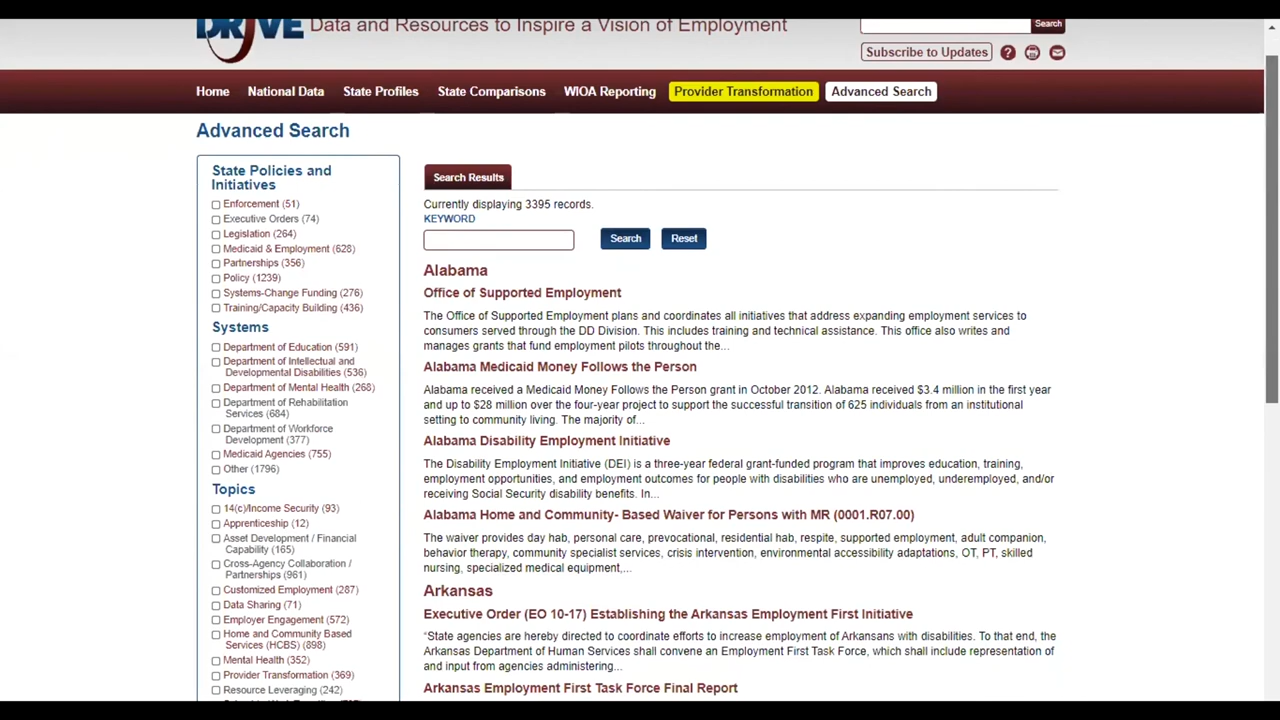 DRIVE Data and Resources to Inspire a Vision of Employment
Search
Subscribe to Updates ?
Home National Data State Profiles State Comparisons WIOA Reporting Provider Transformation Advanced Search
Advanced Search
State Policies and
Initiatives
Enforcement (51)
Executive Orders (74)
Legislation (264)
Medicaid & Employment (628)
Partnerships (356)
Policy (1239)
Systems-Change Funding (276)
Training/Capacity Building (436)
Systems
Department of Education (591)
Department of Intellectual and
Developmental Disabilities (536)
Department of Mental Health (268)
Department of Rehabilitation
Services (684)
Department of Workforce
Development (377)
Medicaid Agencies (755)
Other (1796)
Topics
14(c)/Income Security (93)
Apprenticeship (12)
Asset Development / Financial
Capability (165)
Cross-Agency Collaboration /
Partnerships (961)
Customized Employment (287)
Data Sharing (71)
Employer Engagement (572)
Home and Community Based
Services (HCBS) (898)
Mental Health (352)
Provider Transformation (369)
Resource Leveraging (242)
Search Results
Currently displaying 3395 records.
KEYWORD
Search Reset
Alabama
Office of Supported Employment
The Office of Supported Employment plans and coordinates all initiatives that address expanding employment services to
consumers served through the DD Division. This includes training and technical assistance. This office also writes and
manages grants that fund employment pilots throughout the...
Alabama Medicaid Money Follows the Person
Alabama received a Medicaid Money Follows the Person grant in October 2012. Alabama received $3.4 million in the first year
and up to $28 million over the four-year project to support the successful transition of 625 individuals from an institutional
setting to community living. The majority of...
Alabama Disability Employment Initiative
The Disability Employment Initiative (DEI) is a three-year federal grant-funded program that improves education, training,
employment opportunities, and employment outcomes for people with disabilities who are unemployed, underemployed, and/or
receiving Social Security disability benefits. In...
Alabama Home and Community- Based Waiver for Persons with MR (0001.R07.00)
The waiver provides day hab, personal care, prevocational, residential hab, respite, supported employment, adult companion,
behavior therapy, community specialist services, crisis intervention, environmental accessibility adaptations, OT, PT, skilled
nursing, specialized medical equipment,...
Arkansas
Executive Order (EO 10-17) Establishing the Arkansas Employment First Initiative
“State agencies are hereby directed to coordinate efforts to increase employment of Arkansans with disabilities. To that end, the
Arkansas Department of Human Services shall convene an Employment First Task Force, which shall include representation of
and input from agencies administering...
Arkansas Employment First Task Force Final Report